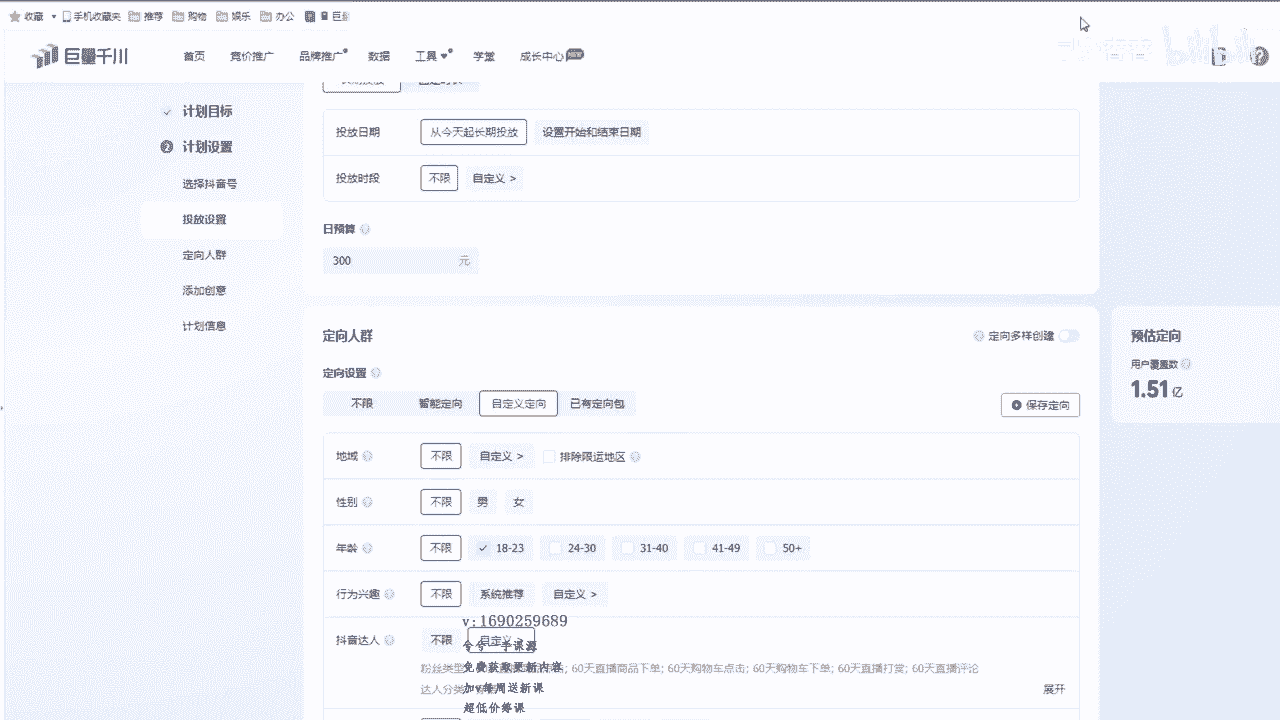 收藏 手机收藏夹 推荐 购物 娱乐 办公
巨量千川 首页 竞价推广 品牌推广 数据 工具 学堂 成长中心 NEW
bilibili
计划目标
计划设置
选择抖音号
投放设置
定向人群
添加创意
计划信息
投放日期 从今天起长期投放 设置开始和结束日期
投放时段 不限 自定义 >
日预算
300 元
定向人群 定向多样创建
定向设置
不限 智能定向 自定义定向 已有定向包 保存定向
地域 不限 自定义 > 排除限运地区
性别 不限 男 女
年龄 不限 18-23 24-30 31-40 41-49 50+
行为兴趣 不限 系统推荐 自定义 >
抖音达人 不限 自定义 >
粉丝类型 60天直播商品下单; 60天购物车点击; 60天购物车下单; 60天直播打赏; 60天直播评论
达人分类 展开
预估定向
用户覆盖数
1.51亿
v:1690259689
兮兮一手课源
免费获取更新内容
加v每周送新课
超低价筹课